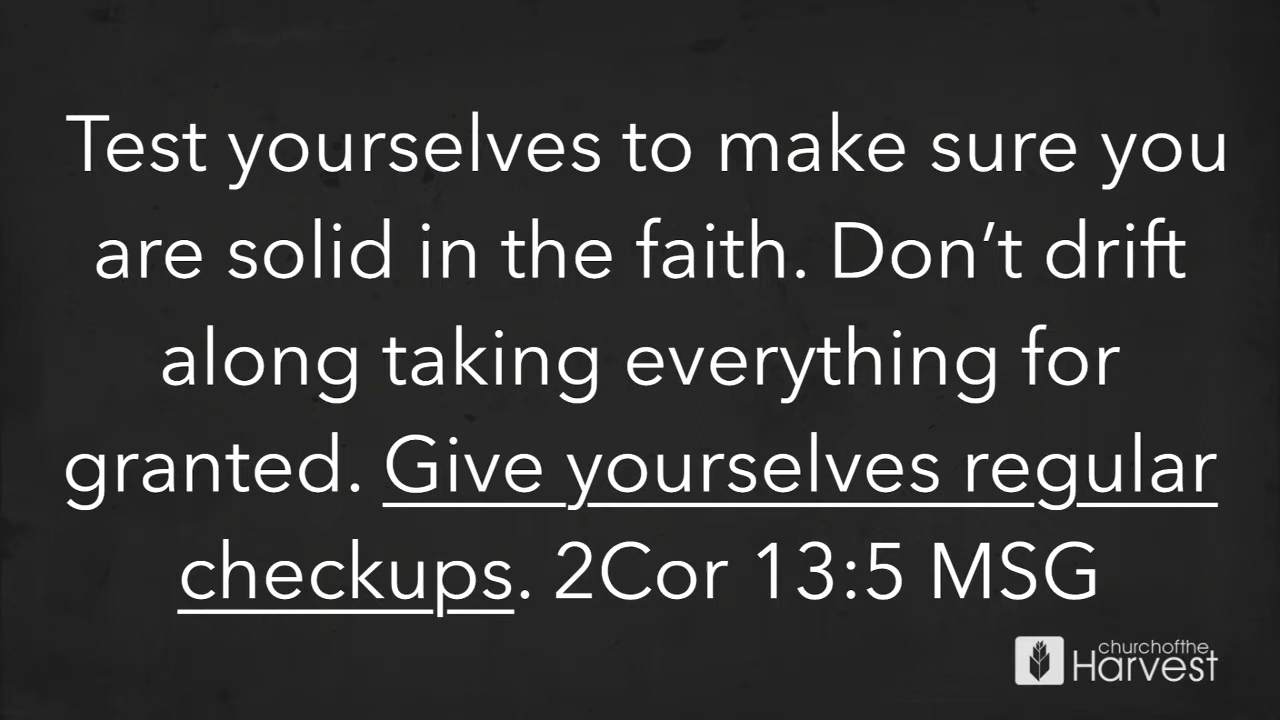 Test yourselves to make sure you
are solid in the faith. Don’t drift
along taking everything for
granted. Give yourselves regular
checkups. 2Cor 13:5 MSG
churchofthe
Harvest